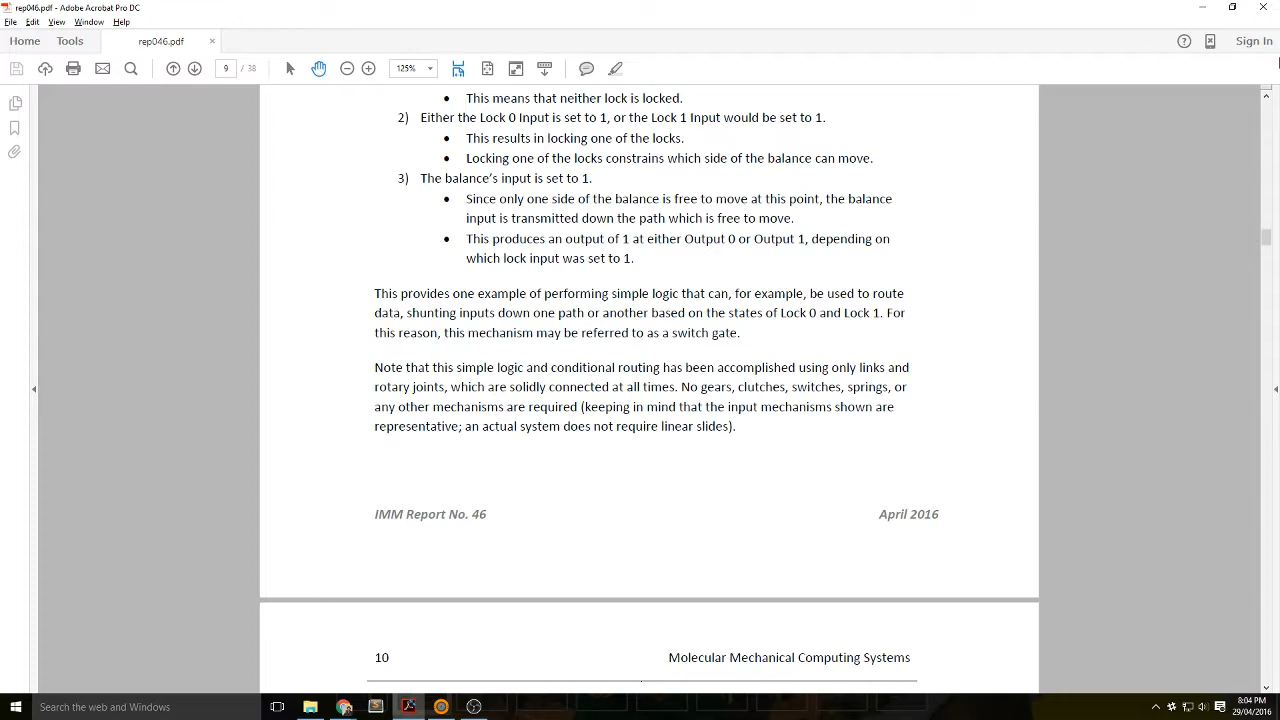 rep046.pdf - Adobe Acrobat Pro DC
File Edit View Window Help
Home Tools rep046.pdf × Sign In
9 / 38 125%
• This means that neither lock is locked.
2) Either the Lock 0 Input is set to 1, or the Lock 1 Input would be set to 1.
• This results in locking one of the locks.
• Locking one of the locks constrains which side of the balance can move.
3) The balance's input is set to 1.
• Since only one side of the balance is free to move at this point, the balance
input is transmitted down the path which is free to move.
• This produces an output of 1 at either Output 0 or Output 1, depending on
which lock input was set to 1.
This provides one example of performing simple logic that can, for example, be used to route
data, shunting inputs down one path or another based on the states of Lock 0 and Lock 1. For
this reason, this mechanism may be referred to as a switch gate.
Note that this simple logic and conditional routing has been accomplished using only links and
rotary joints, which are solidly connected at all times. No gears, clutches, switches, springs, or
any other mechanisms are required (keeping in mind that the input mechanisms shown are
representative; an actual system does not require linear slides).
IMM Report No. 46 April 2016
10 Molecular Mechanical Computing Systems
Search the web and Windows
8:04 PM
29/04/2016